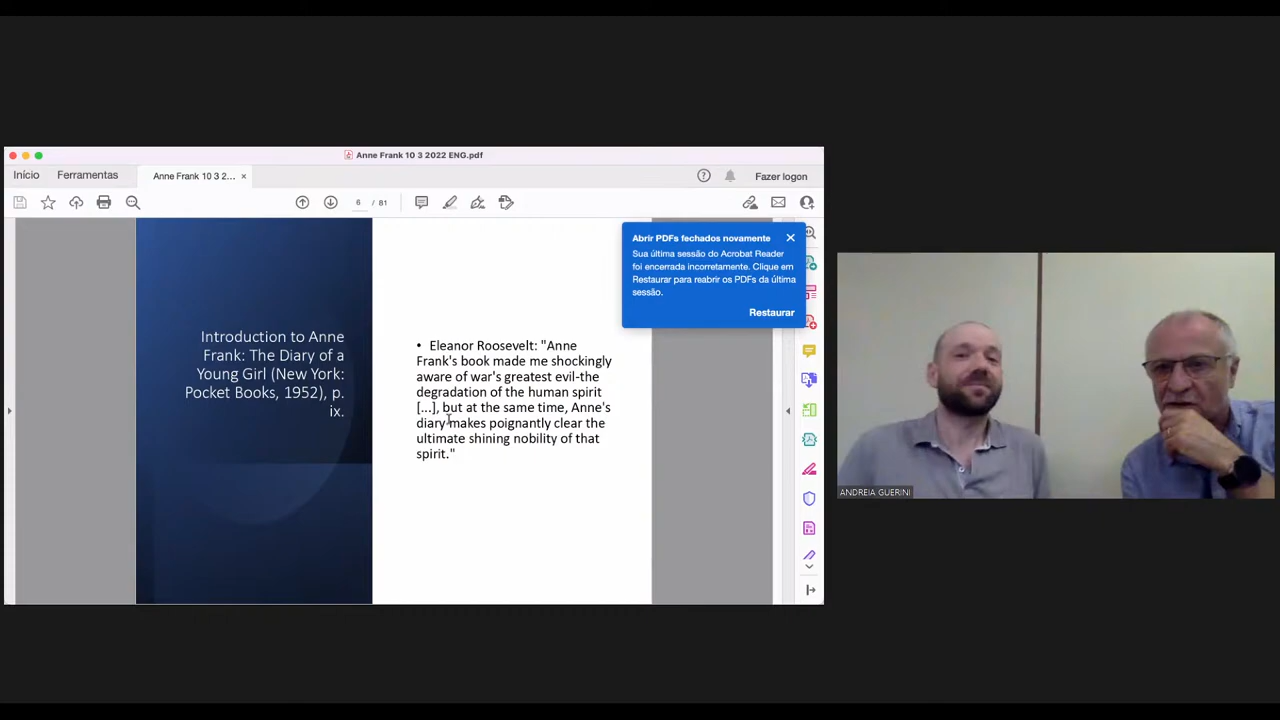 Anne Frank 10 3 2022 ENG.pdf
Início
Ferramentas
Anne Frank 10 3 2...
×
Fazer logon
6 / 81
Abrir PDFs fechados novamente
Sua última sessão do Acrobat Reader
foi encerrada incorretamente. Clique em
Restaurar para reabrir os PDFs da última
sessão.
Restaurar
Introduction to Anne
Frank: The Diary of a
Young Girl (New York:
Pocket Books, 1952), p.
ix.
• Eleanor Roosevelt: "Anne
Frank's book made me shockingly
aware of war's greatest evil-the
degradation of the human spirit
[...], but at the same time, Anne's
diary makes poignantly clear the
ultimate shining nobility of that
spirit."
ANDREIA GUERINI